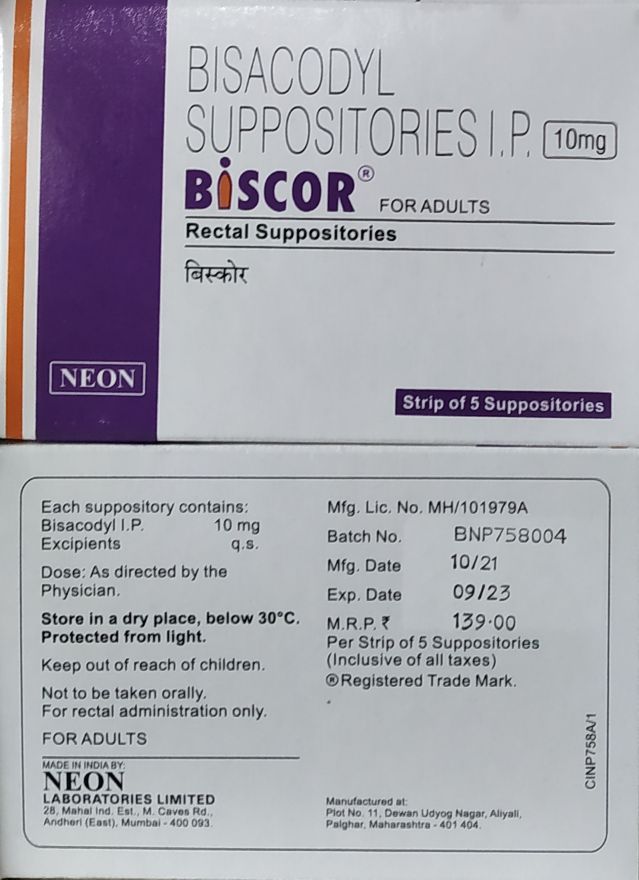 BISACODYL
SUPPOSITORIES I.P. 10mg
BiSCOR® FOR ADULTS
Rectal Suppositories
बिस्कोर
NEON
Strip of 5 Suppositories
Each suppository contains:
Bisacodyl I.P. 10 mg
Excipients q.s.
Dose: As directed by the
Physician.
Store in a dry place, below 30°C.
Protected from light.
Keep out of reach of children.
Not to be taken orally.
For rectal administration only.
FOR ADULTS
MADE IN INDIA BY:
NEON
LABORATORIES LIMITED
28, Mahal Ind. Est., M. Caves Rd.,
Andheri (East), Mumbai - 400 093.
Mfg. Lic. No. MH/101979A
Batch No. BNP758004
Mfg. Date 10/21
Exp. Date 09/23
M.R.P. ₹ 139.00
Per Strip of 5 Suppositories
(Inclusive of all taxes)
®Registered Trade Mark.
Manufactured at:
Plot No. 11, Dewan Udyog Nagar, Aliyali,
Palghar, Maharashtra - 401 404.
CINP758A/1